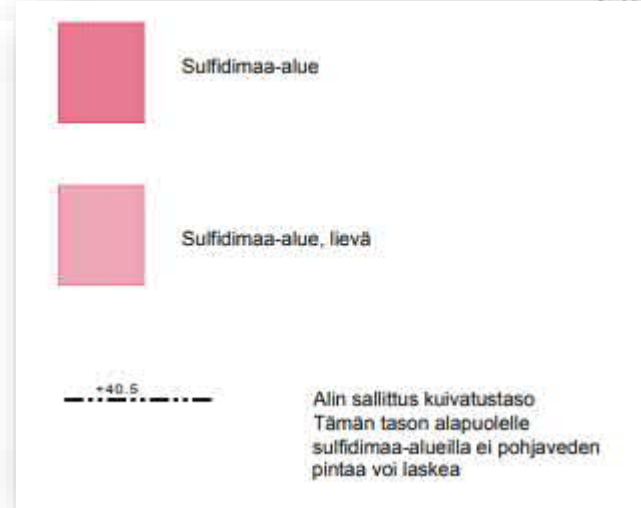 Sulfidimaa-alue
Sulfidimaa-alue, lievä
+40.5
Alin sallittus kuivatustaso
Tämän tason alapuolelle
sulfidimaa-alueilla ei pohjaveden
pintaa voi laskea